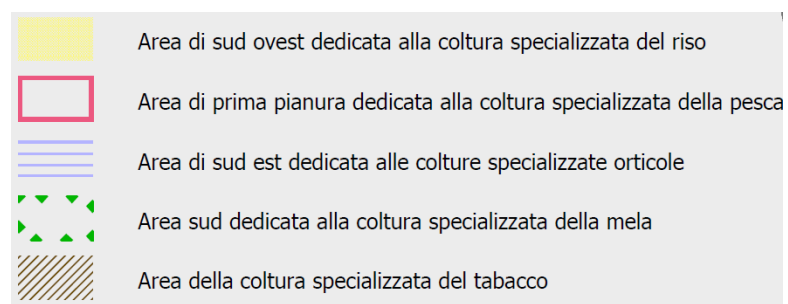 Area di sud ovest dedicata alla coltura specializzata del riso
Area di prima pianura dedicata alla coltura specializzata della pesca
Area di sud est dedicata alle colture specializzate orticole
Area sud dedicata alla coltura specializzata della mela
Area della coltura specializzata del tabacco